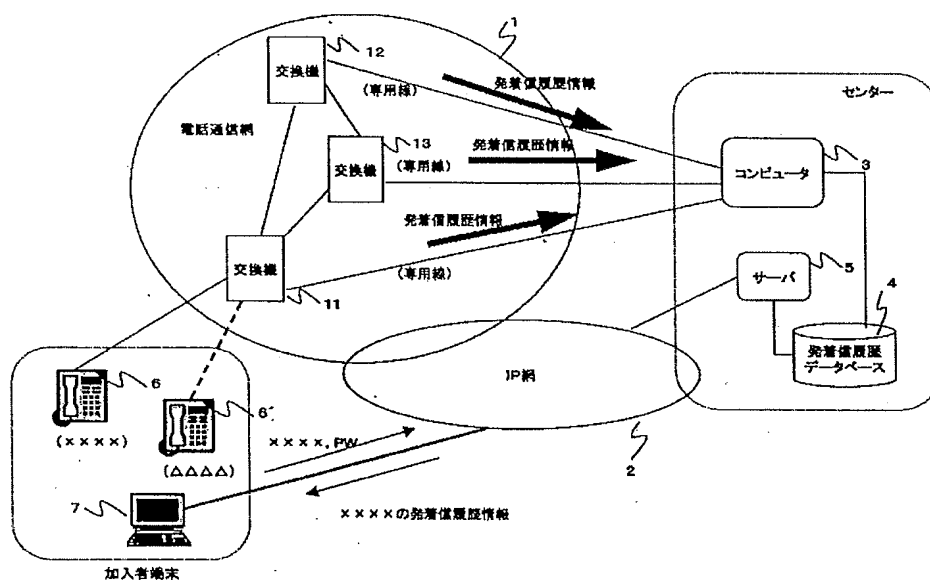 1
12
交換機
(専用線)
発着信履歴情報
センター
電話通信網
13
交換機
(専用線)
発着信履歴情報
コンピュータ
3
発着信履歴情報
交換機
(専用線)
11
サーバ
5
4
発着信履歴
データベース
IP網
2
6
(××××)
6'
(△△△△)
××××,PW
7
××××の発着信履歴情報
加入者端末